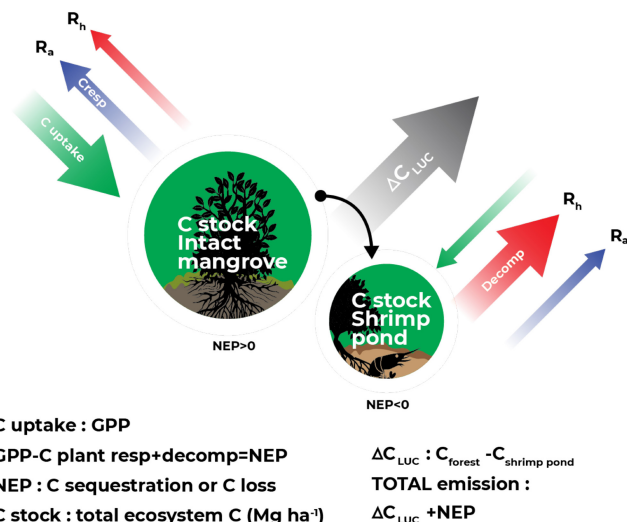 Rh
Ra
Cresp
C uptake
ΔC LUC
C stock
Intact
mangrove
Rh
Ra
Decomp
C stock
Shrimp
pond
NEP>0
NEP<0
C uptake : GPP
GPP-C plant resp+decomp=NEP
NEP : C sequestration or C loss
C stock : total ecosystem C (Mg ha-1)
ΔC LUC : C forest -C shrimp pond
TOTAL emission :
ΔC LUC +NEP